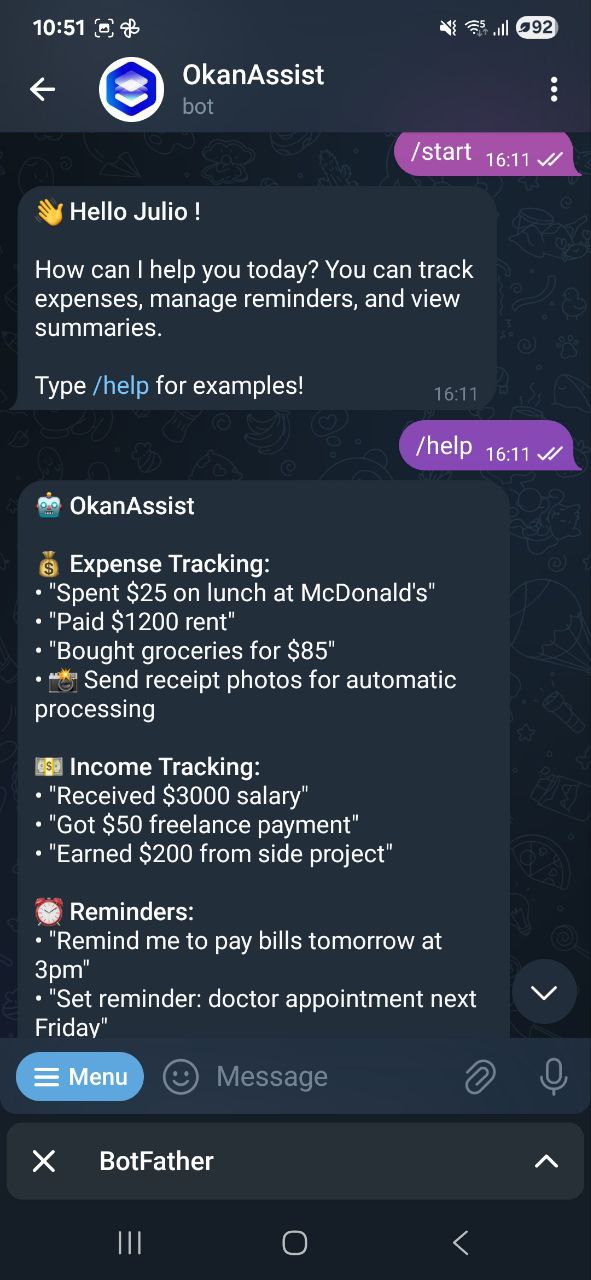 10:51
92
OkanAssist
bot
/start 16:11
👋 Hello Julio !
How can I help you today? You can track
expenses, manage reminders, and view
summaries.
Type /help for examples!
16:11
/help 16:11
🤖 OkanAssist
💰 Expense Tracking:
• "Spent $25 on lunch at McDonald's"
• "Paid $1200 rent"
• "Bought groceries for $85"
• 📸 Send receipt photos for automatic
processing
💵 Income Tracking:
• "Received $3000 salary"
• "Got $50 freelance payment"
• "Earned $200 from side project"
⏰ Reminders:
• "Remind me to pay bills tomorrow at
3pm"
• "Set reminder: doctor appointment next
Friday"
Menu
Message
BotFather